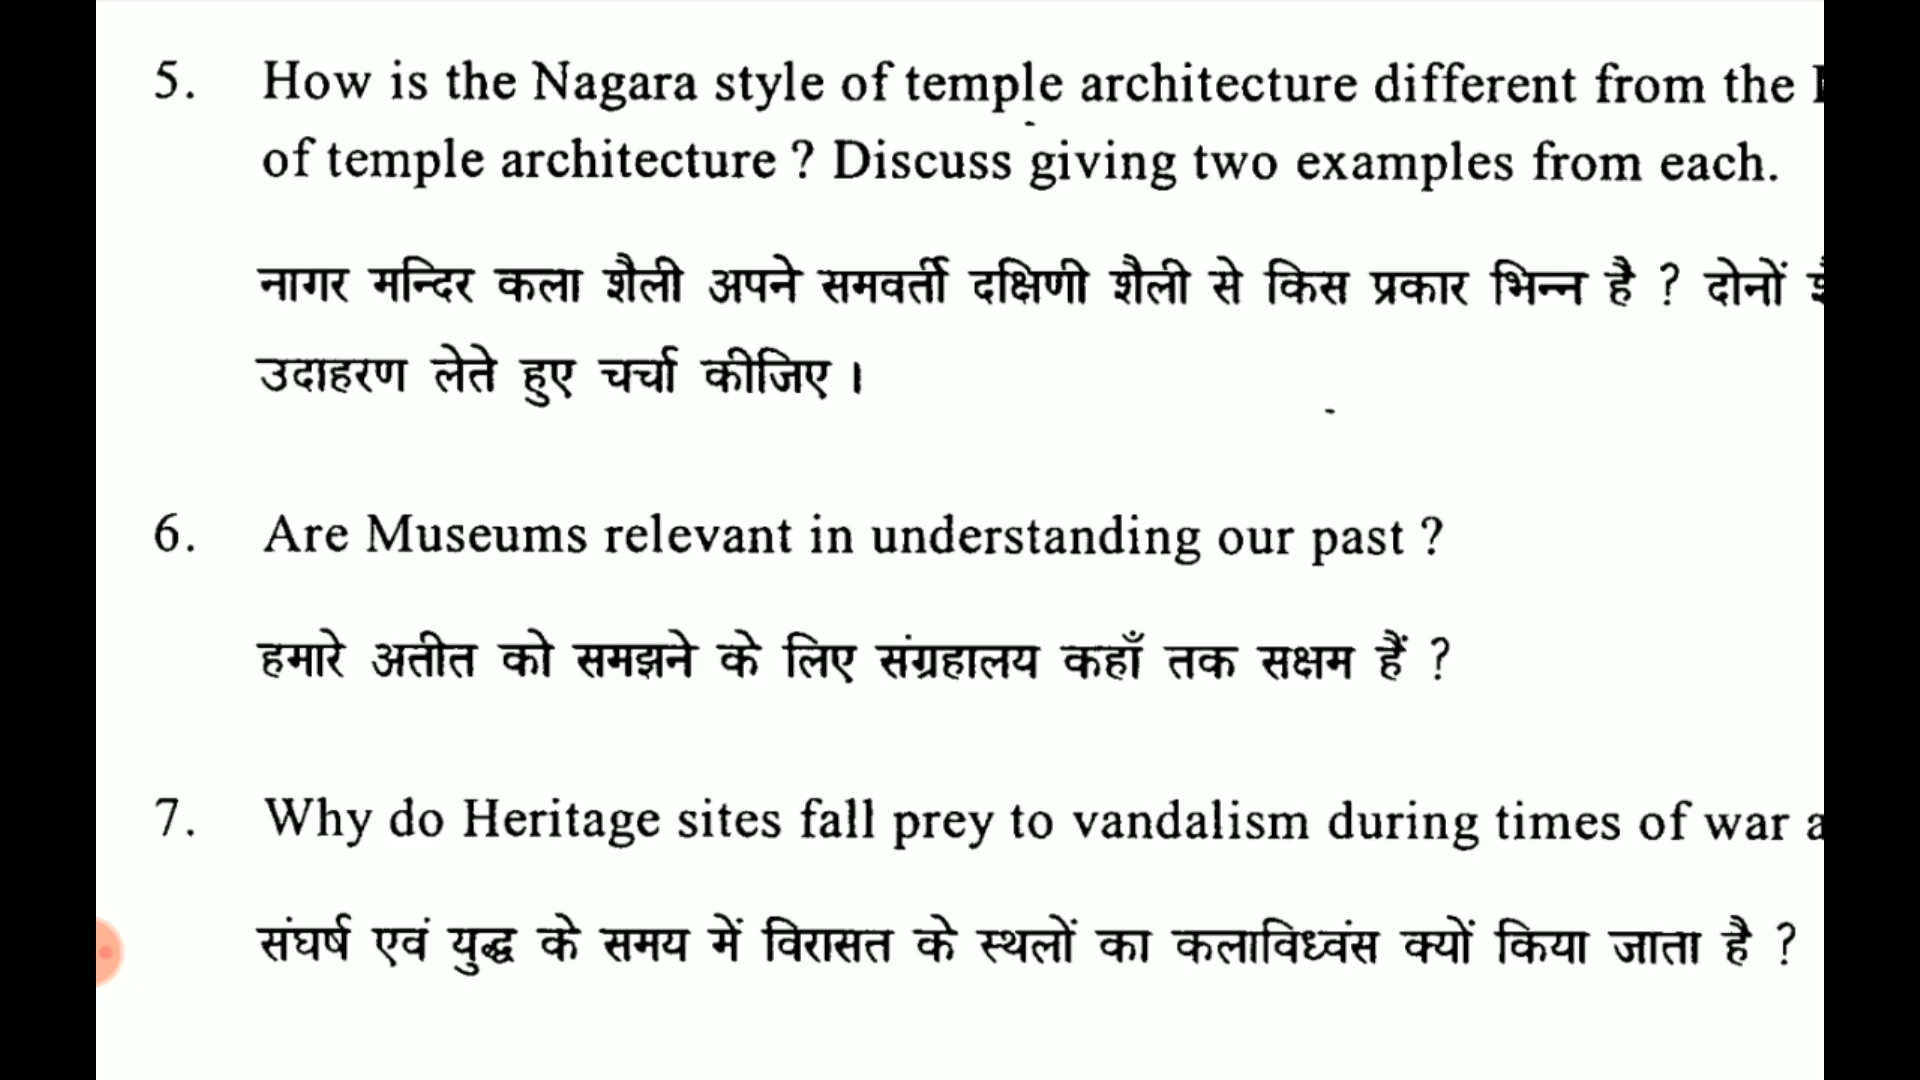 5. How is the Nagara style of temple architecture different from the
of temple architecture ? Discuss giving two examples from each.
नागर मन्दिर कला शैली अपने समवर्ती दक्षिणी शैली से किस प्रकार भिन्न है ? दोनों
उदाहरण लेते हुए चर्चा कीजिए ।
6. Are Museums relevant in understanding our past ?
हमारे अतीत को समझने के लिए संग्रहालय कहाँ तक सक्षम हैं ?
7. Why do Heritage sites fall prey to vandalism during times of war
संघर्ष एवं युद्ध के समय में विरासत के स्थलों का कलाविध्वंस क्यों किया जाता है ?